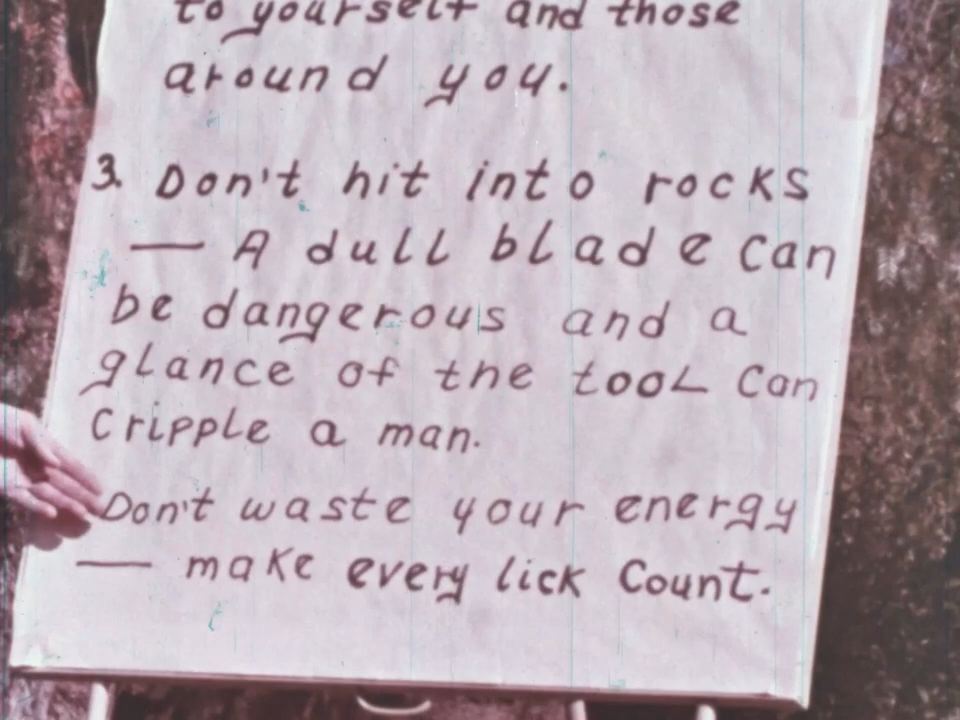 to yourself and those
around you.
3. Don't hit into rocks
— A dull blade can
be dangerous and a
glance of the tool can
cripple a man.
Don't waste your energy
— make every lick count.